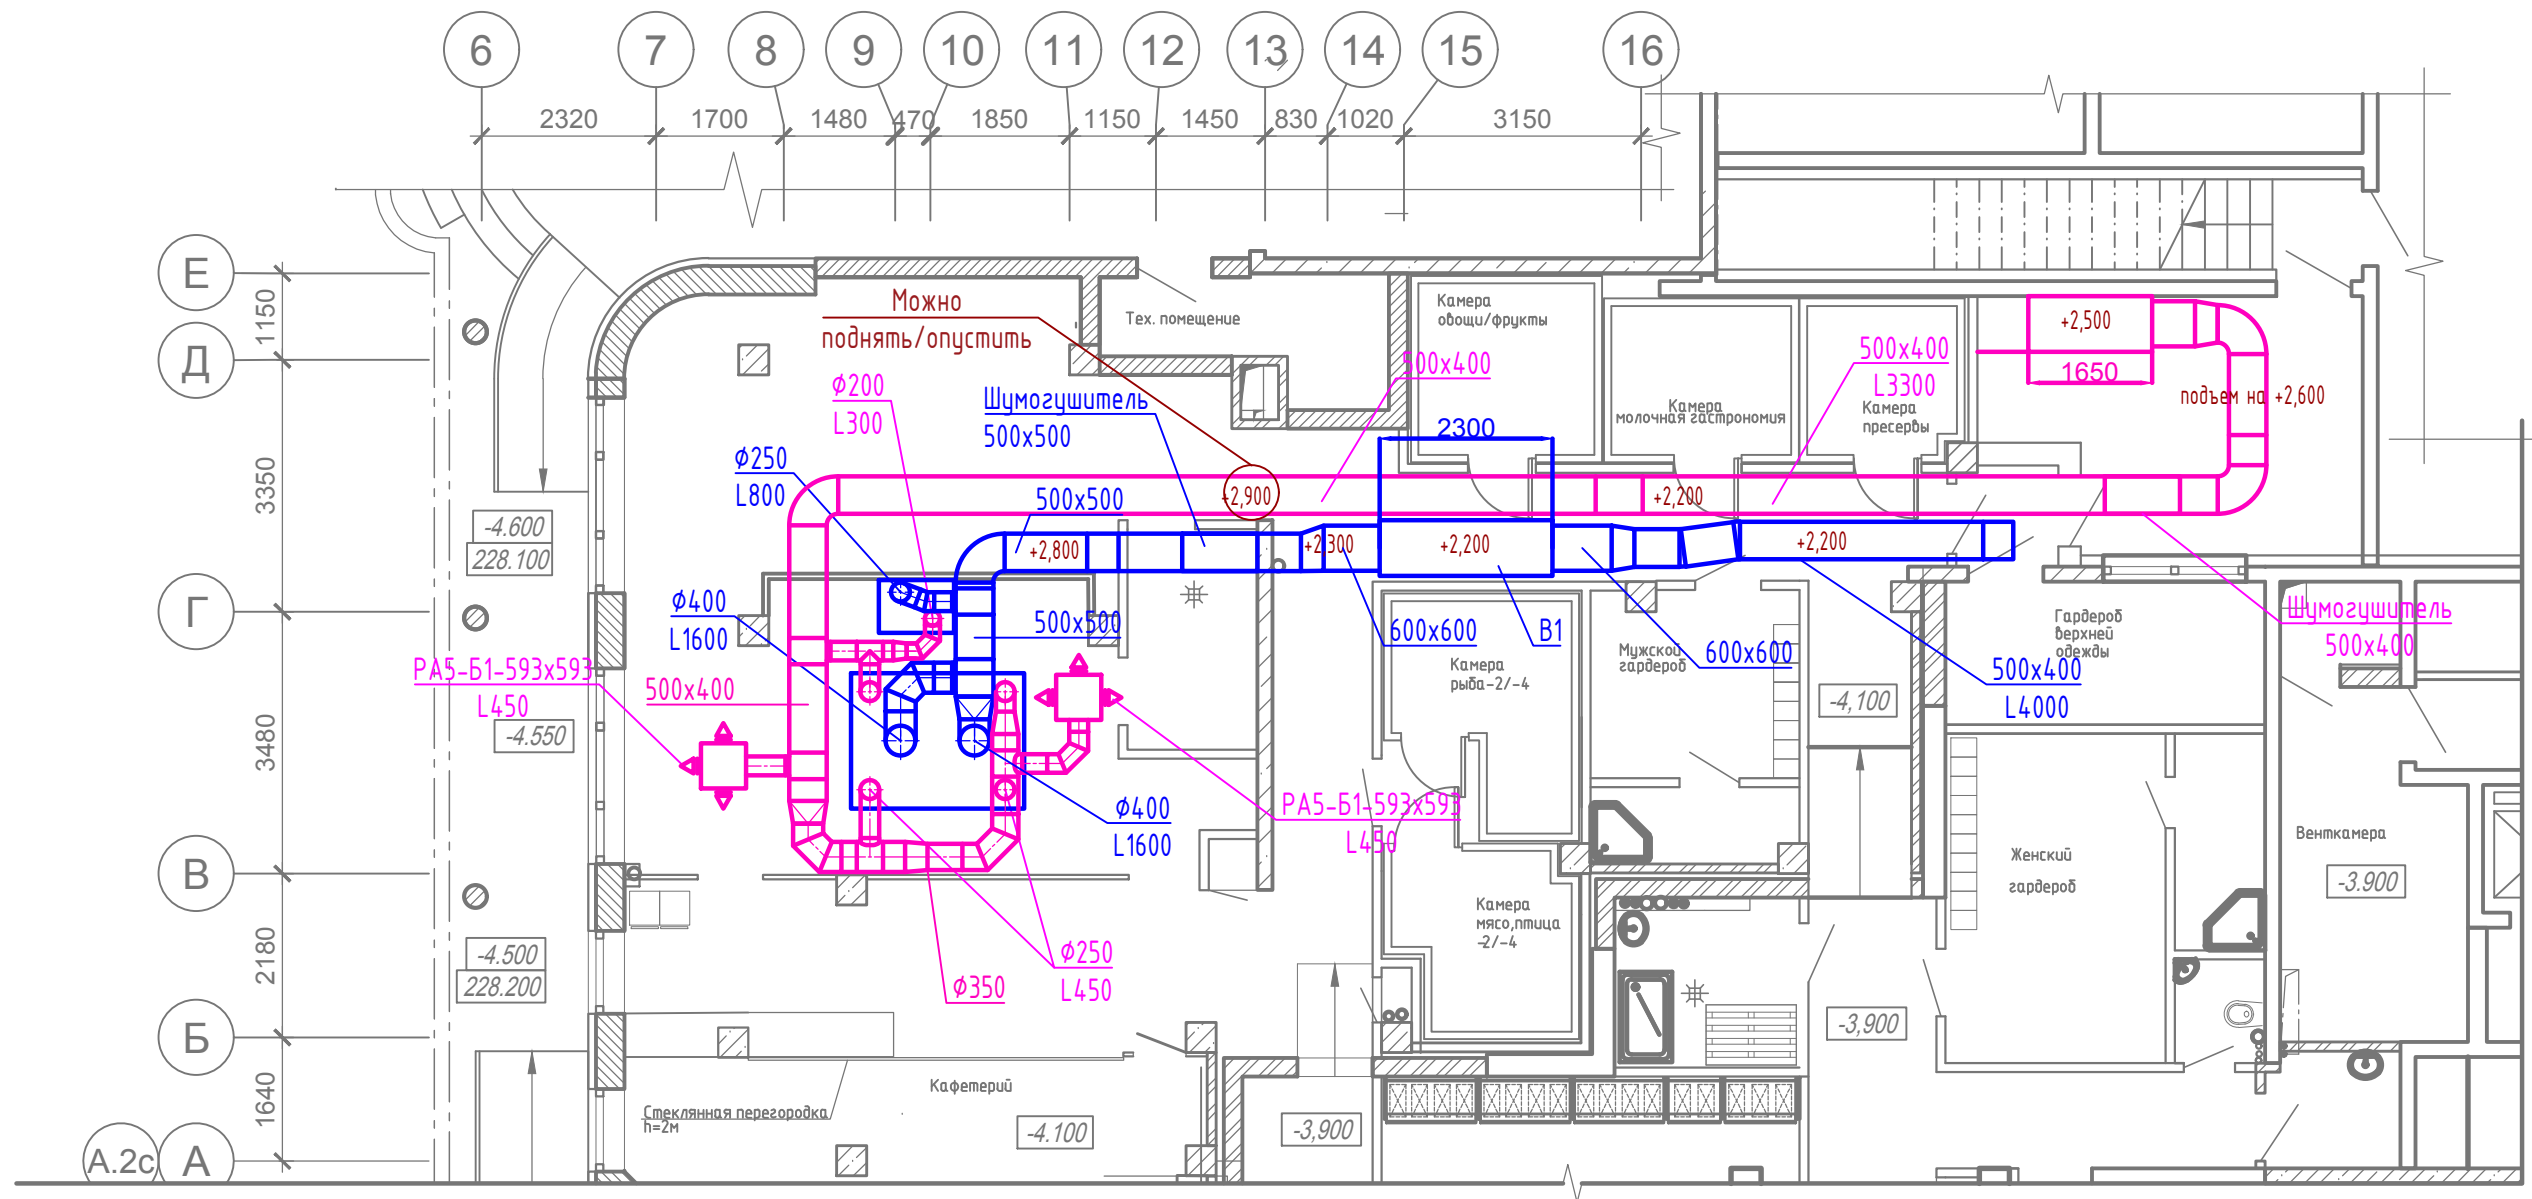 6 7 8 9 10 11 12 13 14 15 16
2320 1700 1480 470 1850 1150 1450 830 1020 3150
Е
Д
Г
В
Б
А.2с А
1150
3350
3480
2180
1640
Можно
поднять/опустить
Тех. помещение
Камера
овощи/фрукты
500х400
Камера
молочная гастрономия
500х400
L3300
Камера
пресервы
+2,500
1650
подъем на +2,600
Ф200
L300
Шумогушитель
500х500
2300
Ф250
L800
500х500
+2,900
+2,200
-4.600
228.100
+2,800
+2,300
+2,200
+2,200
Ф400
L1600
500х500
600х600
В1
Мужской
гардероб
600х600
Гардероб
верхней
одежды
Шумогушитель
500х400
РА5-Б1-593х593
L450
500х400
Камера
рыба-2/-4
500х400
L4000
-4,100
-4.550
Ф400
L1600
РА5-Б1-593х593
L450
Венткамера
-3.900
Женский
гардероб
Камера
мясо,птица
-2/-4
-4.500
228.200
Ф350
Ф250
L450
-3,900
Кафетерий
Стеклянная перегородка
h=2м
-4.100
-3,900